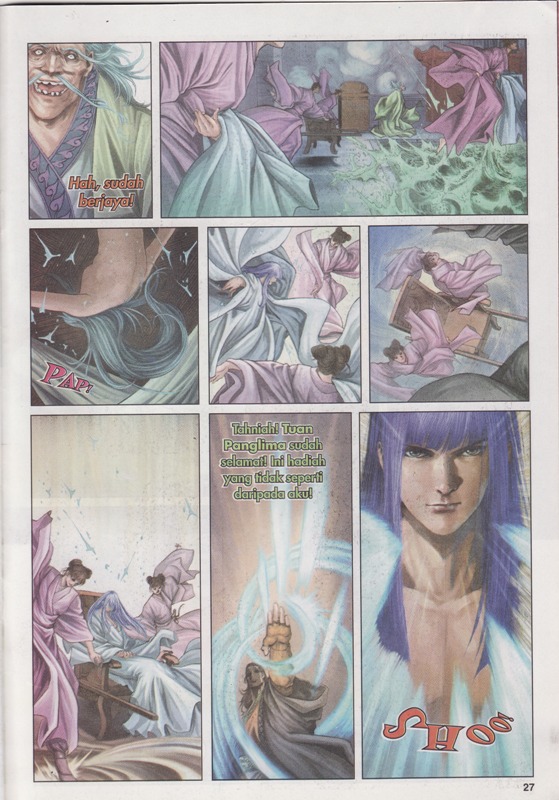 Hah, sudah
berjaya!
PAP!
Tahniah! Tuan
Panglima sudah
selamat! Ini hadiah
yang tidak seperti
daripada aku!
SHOO!
27